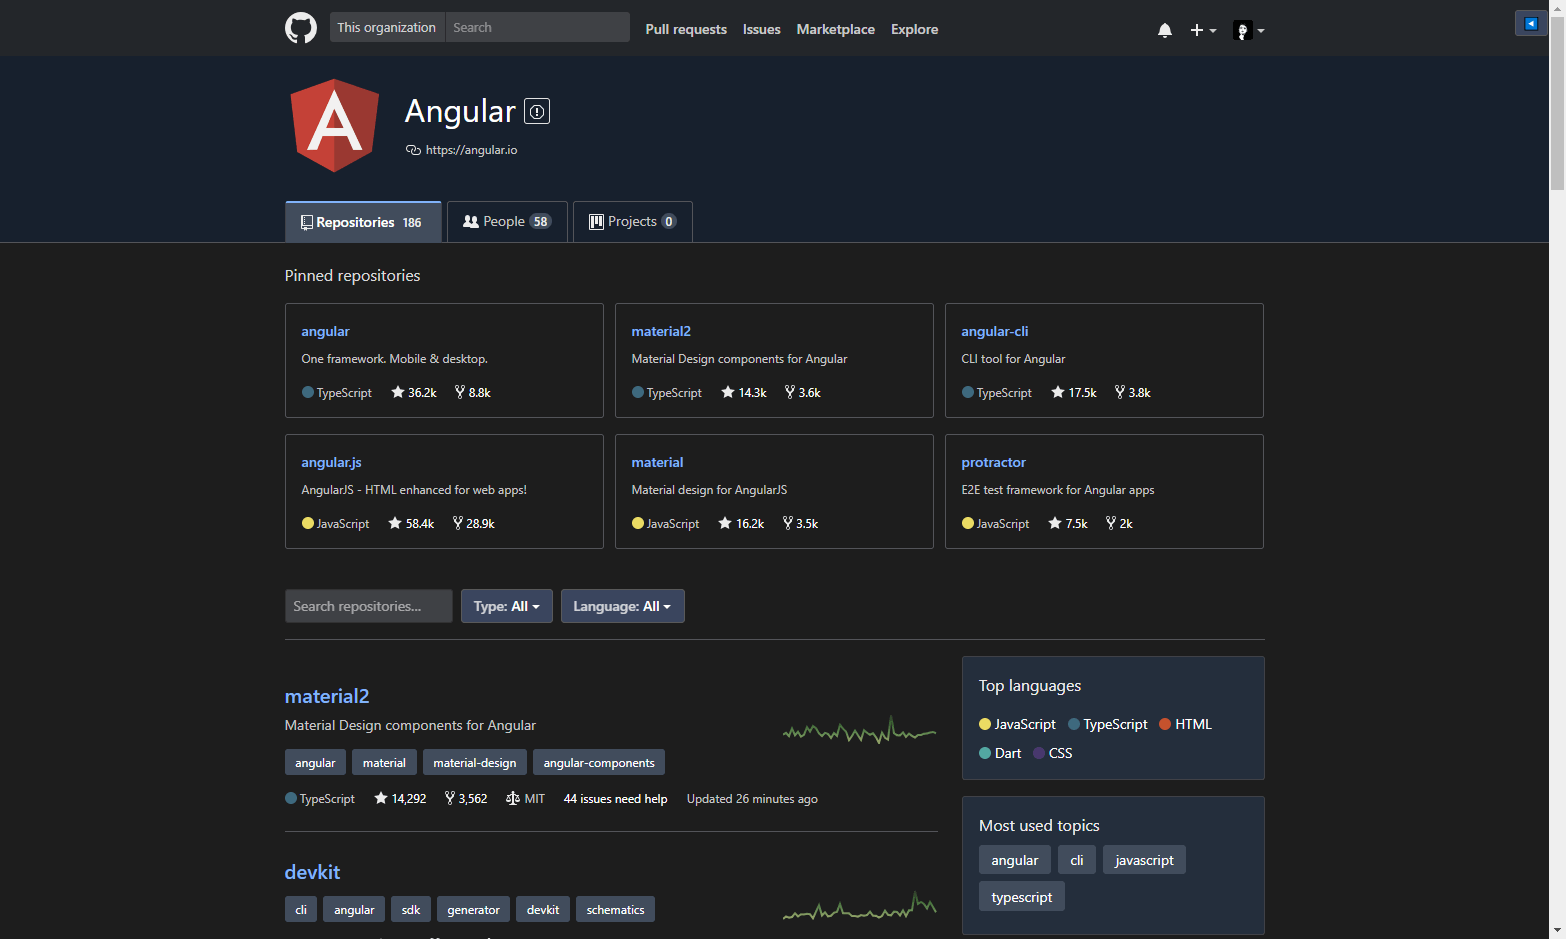 This organization Search Pull requests Issues Marketplace Explore
Angular
https://angular.io
Repositories 186 People 58 Projects 0
Pinned repositories
angular
One framework. Mobile & desktop.
TypeScript 36.2k 8.8k
material2
Material Design components for Angular
TypeScript 14.3k 3.6k
angular-cli
CLI tool for Angular
TypeScript 17.5k 3.8k
angular.js
AngularJS - HTML enhanced for web apps!
JavaScript 58.4k 28.9k
material
Material design for AngularJS
JavaScript 16.2k 3.5k
protractor
E2E test framework for Angular apps
JavaScript 7.5k 2k
Search repositories... Type: All Language: All
material2
Material Design components for Angular
angular material material-design angular-components
TypeScript 14,292 3,562 MIT 44 issues need help Updated 26 minutes ago
devkit
cli angular sdk generator devkit schematics
Top languages
JavaScript TypeScript HTML
Dart CSS
Most used topics
angular cli javascript
typescript